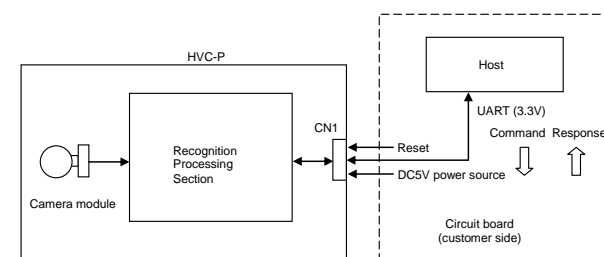 HVC-P
Host
UART (3.3V)
CN1
Command Response
Recognition
Processing
Section
Reset
DC5V power source
Camera module
Circuit board
(customer side)